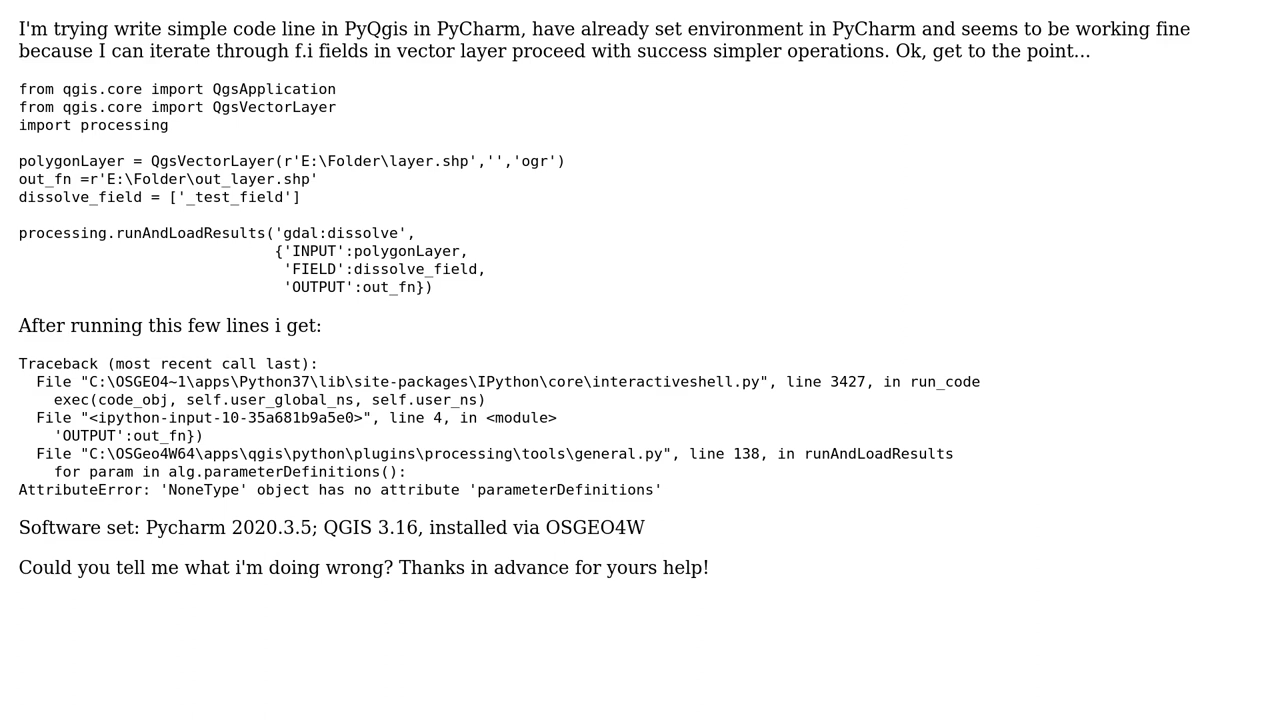 I'm trying write simple code line in PyQgis in PyCharm, have already set environment in PyCharm and seems to be working fine
because I can iterate through f.i fields in vector layer proceed with success simpler operations. Ok, get to the point...
from qgis.core import QgsApplication
from qgis.core import QgsVectorLayer
import processing
polygonLayer = QgsVectorLayer(r'E:\Folder\layer.shp','','ogr')
out_fn =r'E:\Folder\out_layer.shp'
dissolve_field = ['_test_field']
processing.runAndLoadResults('gdal:dissolve',
                             {'INPUT':polygonLayer,
                              'FIELD':dissolve_field,
                              'OUTPUT':out_fn})
After running this few lines i get:
Traceback (most recent call last):
  File "C:\OSGEO4~1\apps\Python37\lib\site-packages\IPython\core\interactiveshell.py", line 3427, in run_code
    exec(code_obj, self.user_global_ns, self.user_ns)
  File "<ipython-input-10-35a681b9a5e0>", line 4, in <module>
    'OUTPUT':out_fn})
  File "C:\OSGeo4W64\apps\qgis\python\plugins\processing\tools\general.py", line 138, in runAndLoadResults
    for param in alg.parameterDefinitions():
AttributeError: 'NoneType' object has no attribute 'parameterDefinitions'
Software set: Pycharm 2020.3.5; QGIS 3.16, installed via OSGEO4W
Could you tell me what i'm doing wrong? Thanks in advance for yours help!